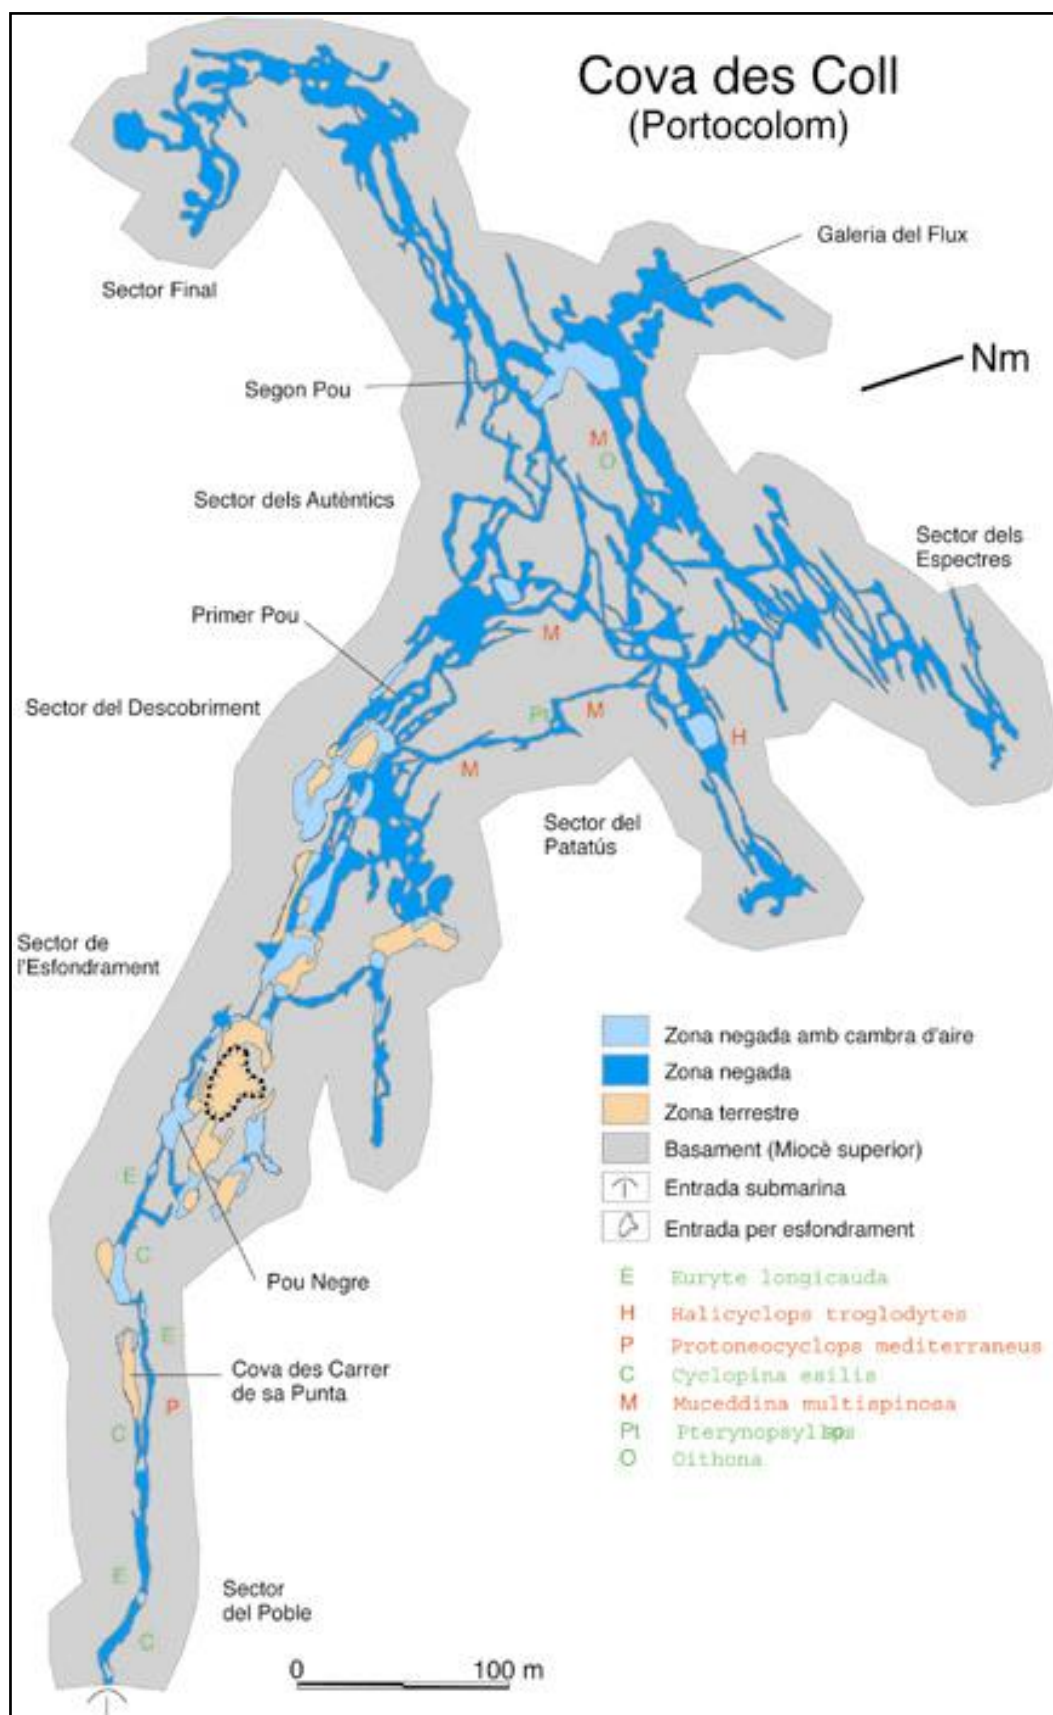 Cova des Coll
(Portocolom)
Galeria del Flux
Sector Final
Nm
Segon Pou
M
O
Sector dels Autèntics
Sector dels
Espectres
Primer Pou
M
Sector del Descobriment
Pt
M
H
M
Sector del
Patatús
Sector de
l'Esfondrament
Zona negada amb cambra d'aire
Zona negada
Zona terrestre
Basament (Miocè superior)
Entrada submarina
Entrada per esfondrament
E
C
Pou Negre
E
Cova des Carrer
de sa Punta
P
C
E Euryte longicauda
H Halicyclops troglodytes
P Protoneocyclops mediterraneus
C Cyclopina esilis
M Muceddina multispinosa
Pt
O Oithona
E
Sector
del Poble
C
0 100 m